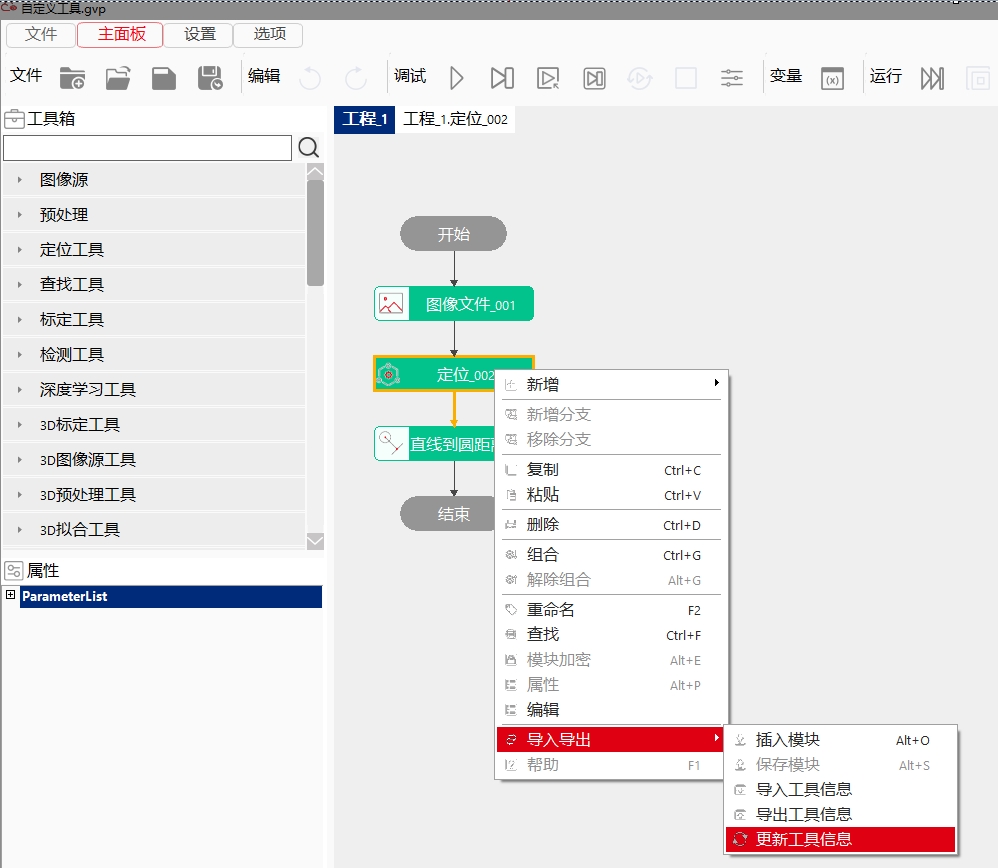 自定义工具.gvp
文件 主面板 设置 选项
文件 编辑 调试 变量 (x) 运行
工具箱
工程_1 工程_1.定位_002
图像源
预处理
定位工具
查找工具
标定工具
检测工具
深度学习工具
3D标定工具
3D图像源工具
3D预处理工具
3D拟合工具
属性
ParameterList
开始
图像文件_001
定位_002
直线到圆距离
结束
新增
新增分支
移除分支
复制 Ctrl+C
粘贴 Ctrl+V
删除 Ctrl+D
组合 Ctrl+G
解除组合 Alt+G
重命名 F2
查找 Ctrl+F
模块加密 Alt+E
属性 Alt+P
编辑
导入导出
帮助 F1
插入模块 Alt+O
保存模块 Alt+S
导入工具信息
导出工具信息
更新工具信息